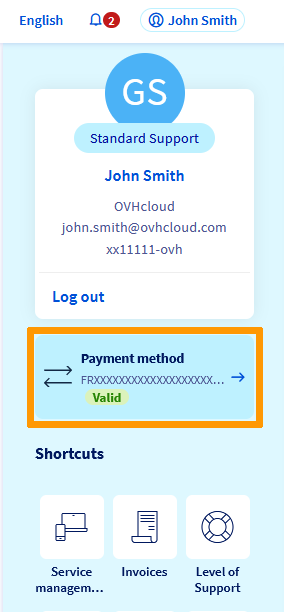 English 2 John Smith
GS
Standard Support
John Smith
OVHcloud
john.smith@ovhcloud.com
xx11111-ovh
Log out
Payment method
FRXXXXXXXXXXXXXXXXXXX...
Valid
Shortcuts
Service Invoices Level of
managem... Support